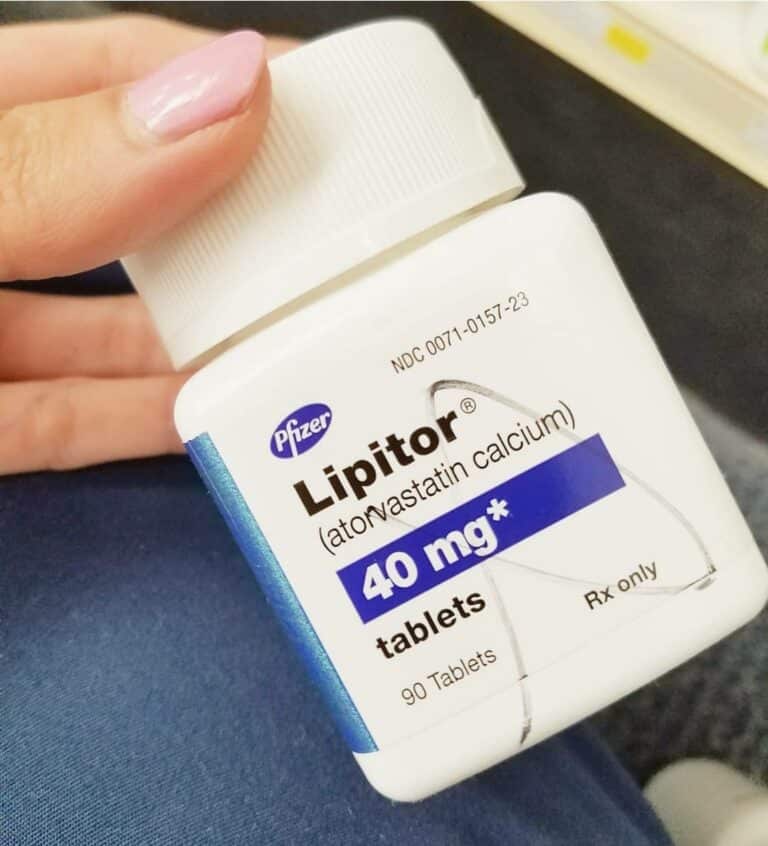 NDC 0071-0157-23
Pfizer
Lipitor®
(atorvastatin calcium)
40 mg*
tablets
90 Tablets
Rx only